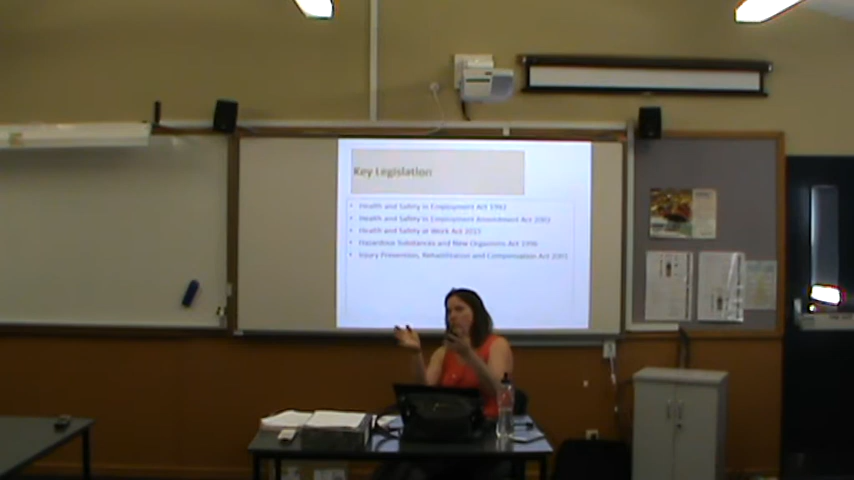 Key Legislation
• Health and Safety in Employment Act 1992
• Health and Safety in Employment Amendment Act 2002
• Health and Safety at Work Act 2015
• Hazardous Substances and New Organisms Act 1996
• Injury Prevention, Rehabilitation and Compensation Act 2001